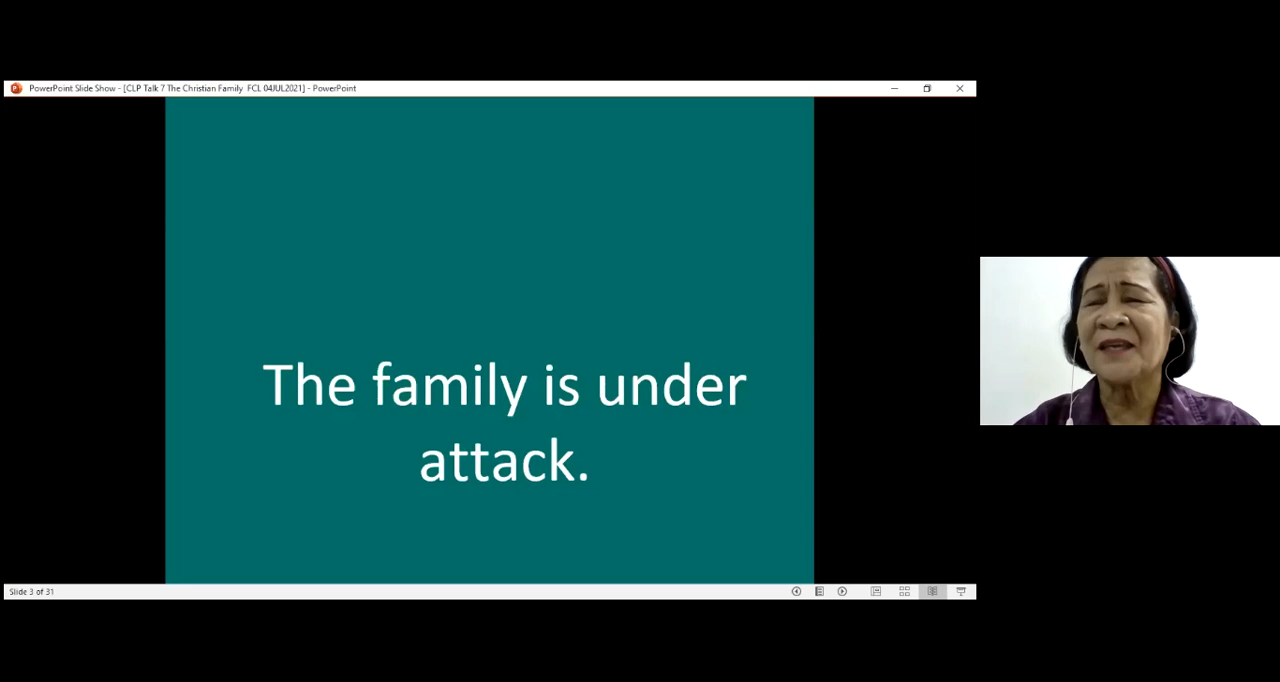 PowerPoint Slide Show - [CLP Talk 7 The Christian Family  FCL 04JUL2021] - PowerPoint
The family is under
attack.
Slide 3 of 31